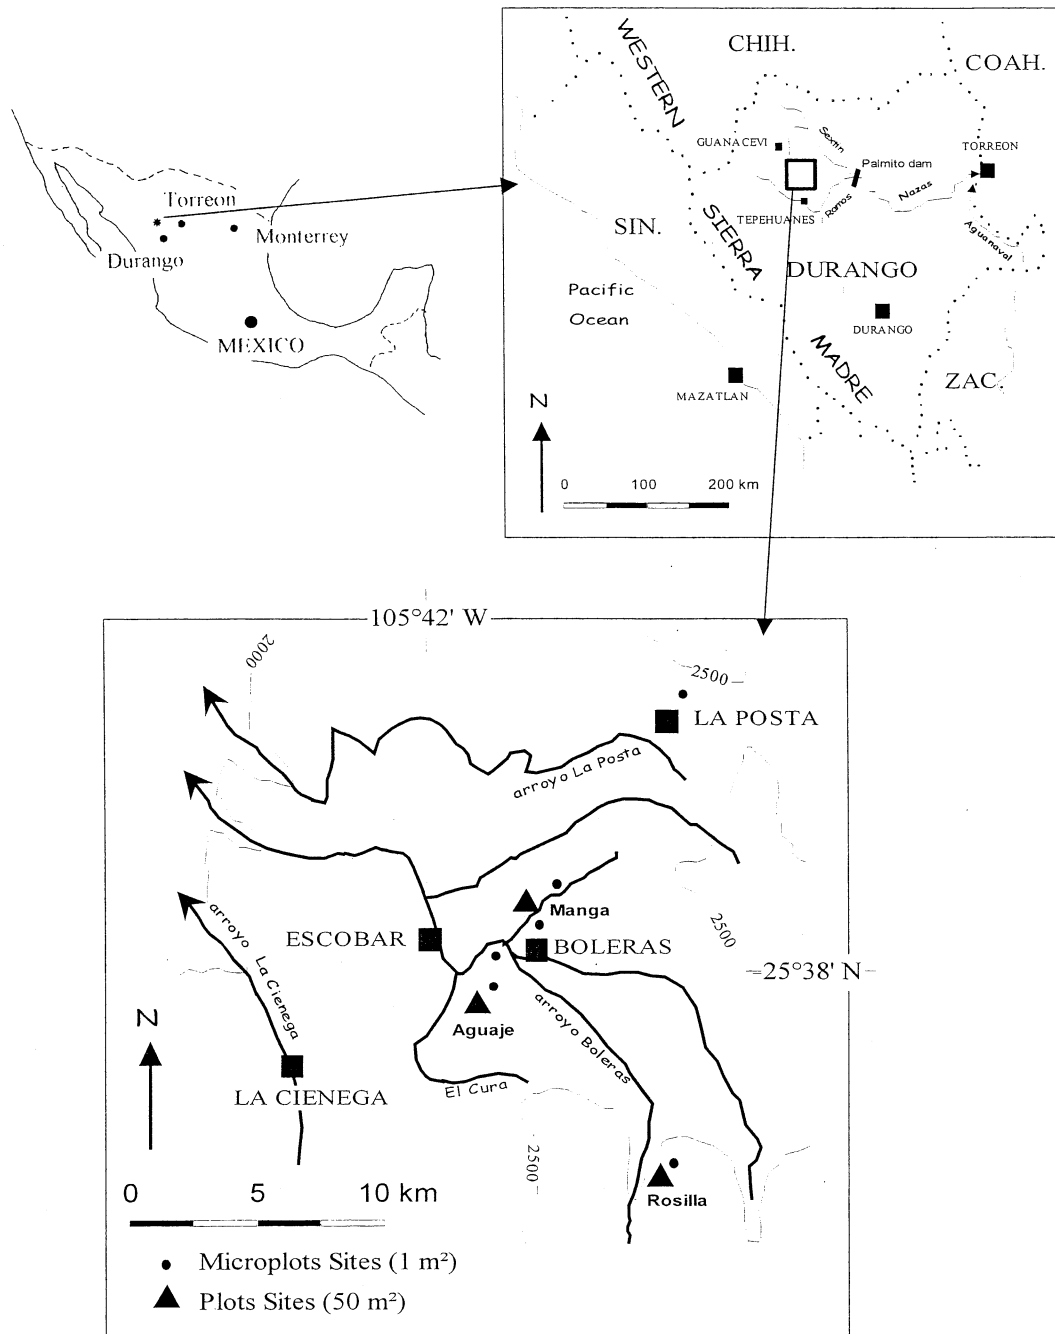 Torreon
Monterrey
Durango
MEXICO
WESTERN
SIERRA
MADRE
CHIH.
COAH.
GUANACEVI
Sextin
Palmito dam
TORREON
Nazas
Ramos
TEPEHUANES
SIN.
Aguanaval
DURANGO
Pacific
Ocean
DURANGO
MAZATLAN
ZAC.
N
0 100 200 km
105°42' W
2000
2500
LA POSTA
arroyo La Posta
Manga
ESCOBAR
BOLERAS
2500
25°38' N
arroyo La Cienega
Aguaje
arroyo Boleras
N
El Cura
LA CIENEGA
2500
Rosilla
0 5 10 km
Microplots Sites (1 m²)
Plots Sites (50 m²)